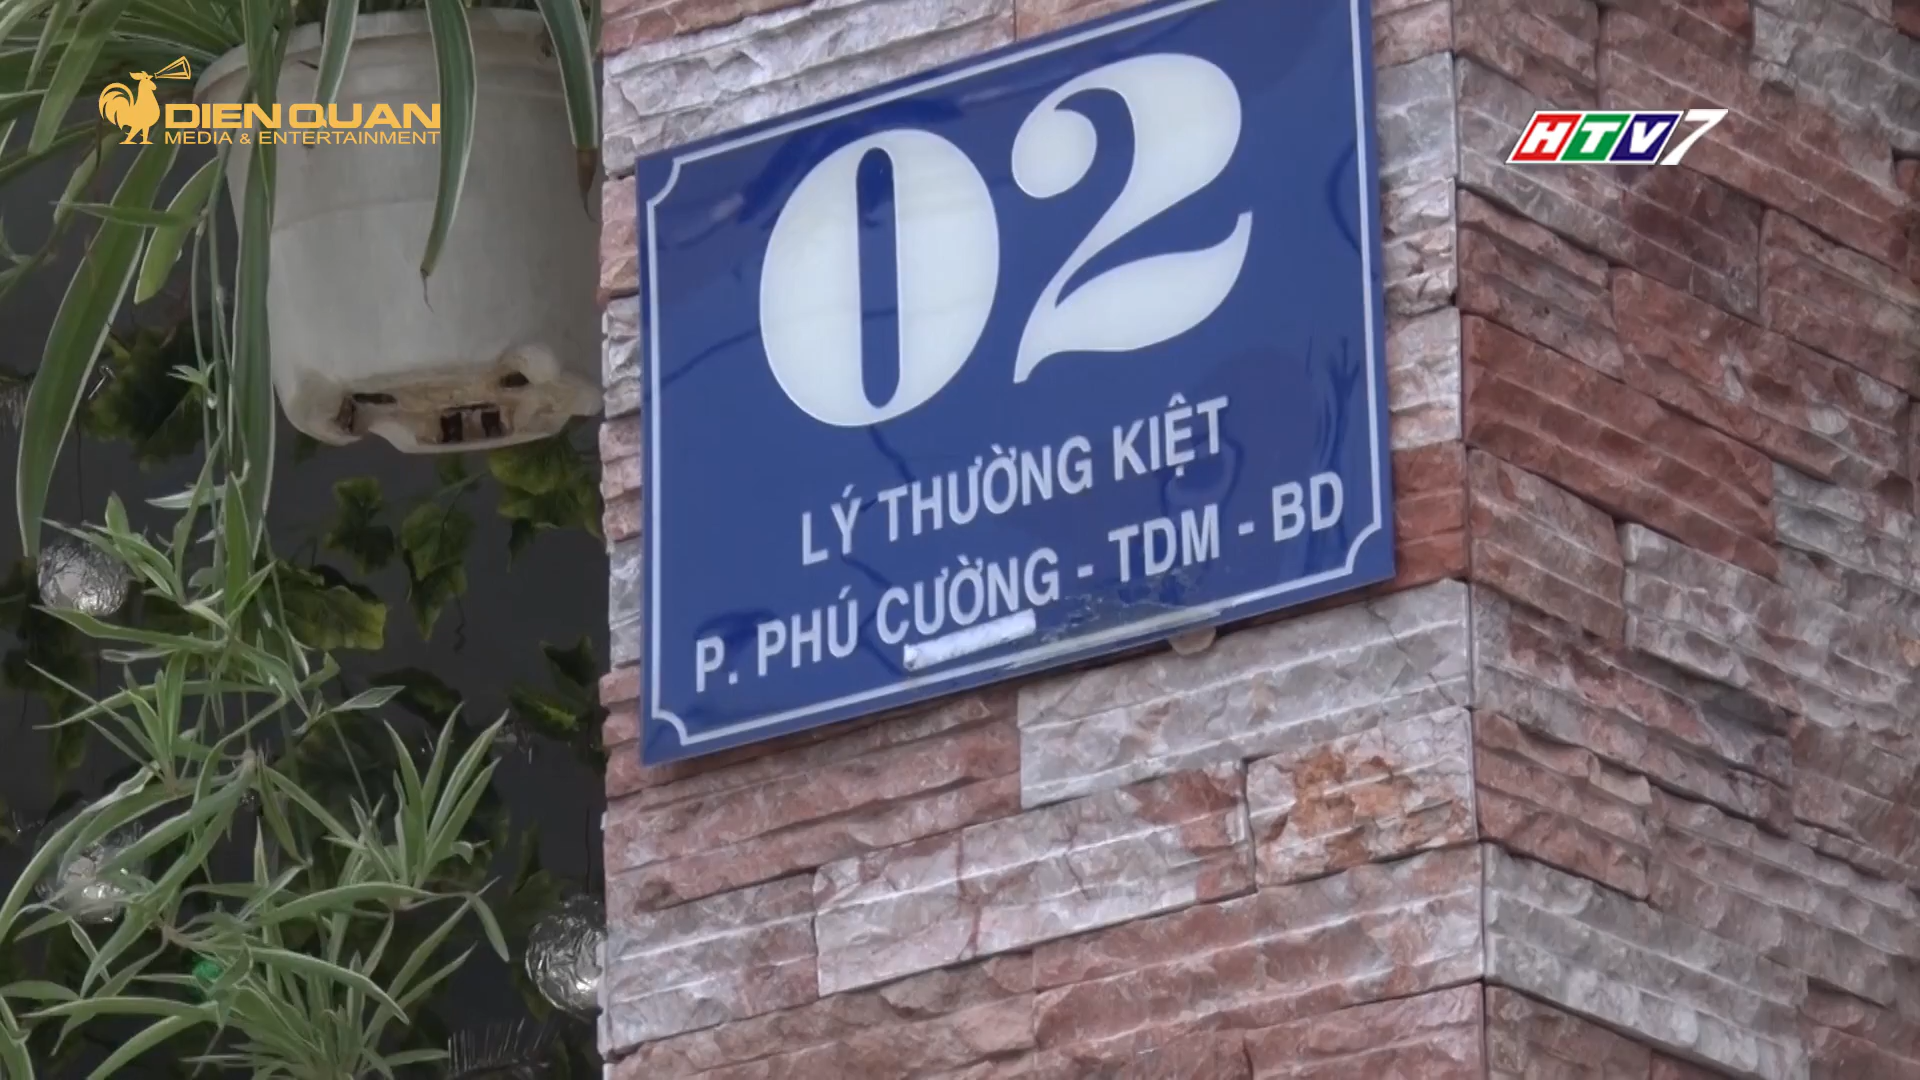 DIEN QUAN
MEDIA & ENTERTAINMENT
HTV7
02
LÝ THƯỜNG KIỆT
P. PHÚ CƯỜNG - TDM - BD